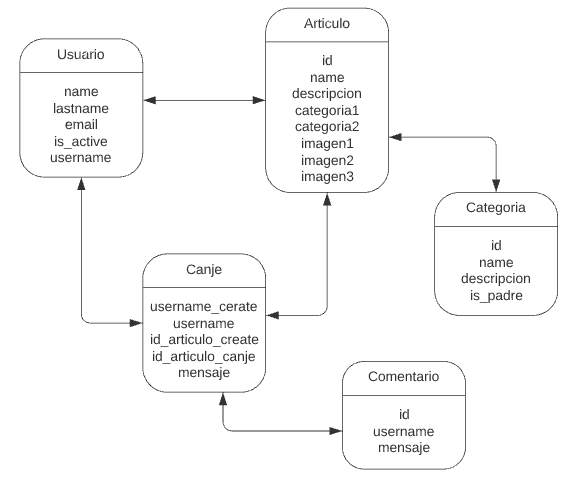 Usuario
name
lastname
email
is_active
username
Articulo
id
name
descripcion
categoria1
categoria2
imagen1
imagen2
imagen3
Categoria
id
name
descripcion
is_padre
Canje
username_cerate
username
id_articulo_create
id_articulo_canje
mensaje
Comentario
id
username
mensaje